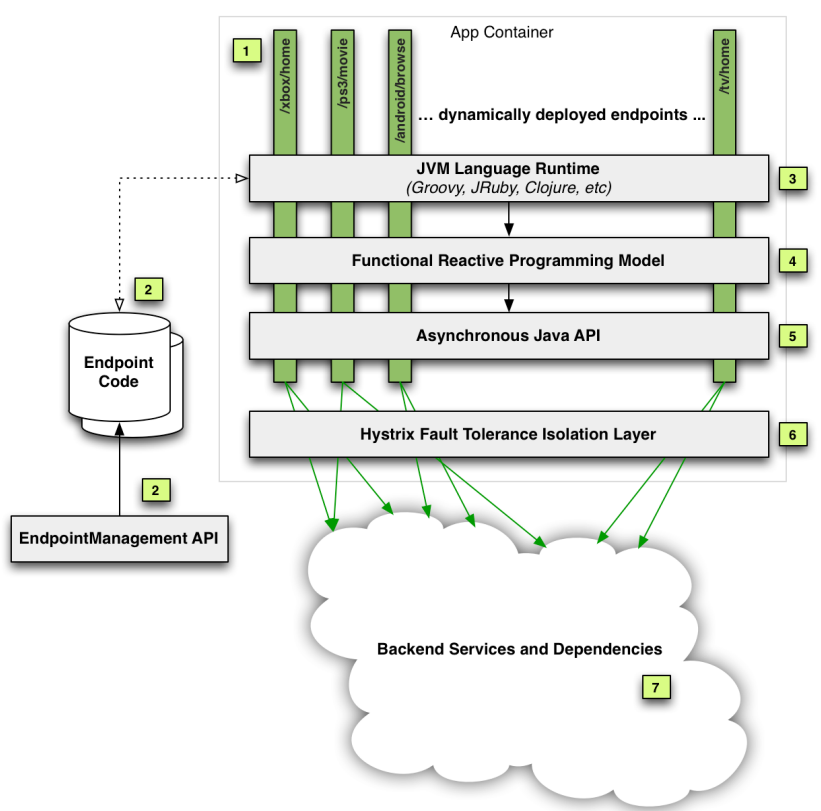 App Container
1
/xbox/home
/ps3/movie
/android/browse
/tv/home
... dynamically deployed endpoints ...
JVM Language Runtime
(Groovy, JRuby, Clojure, etc)
3
Functional Reactive Programming Model
4
2
Asynchronous Java API
5
Endpoint
Code
Hystrix Fault Tolerance Isolation Layer
6
2
EndpointManagement API
Backend Services and Dependencies
7